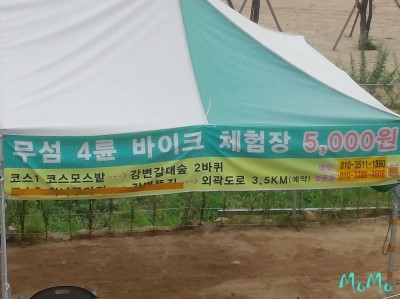 무섬 4륜 바이크 체험장 5,000원
코스1 코스모스밭 ---> 강변갈대숲 2바퀴 010-3511-1880
---> 외곽도로 3.5KM(예약)
MoMo